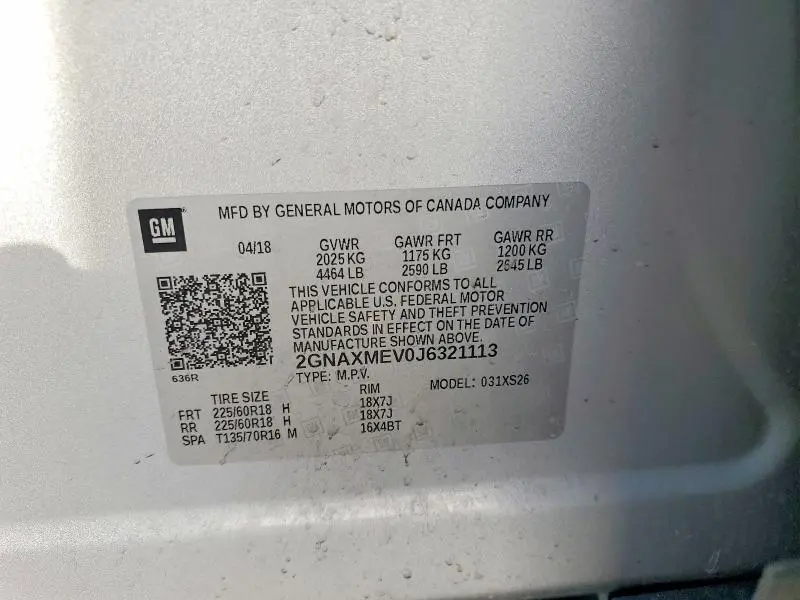 GM
MFD BY GENERAL MOTORS OF CANADA COMPANY
04/18 GVWR GAWR FRT GAWR RR
2025 KG 1175 KG 1200 KG
4464 LB 2590 LB 2645 LB
THIS VEHICLE CONFORMS TO ALL
APPLICABLE U.S. FEDERAL MOTOR
VEHICLE SAFETY AND THEFT PREVENTION
STANDARDS IN EFFECT ON THE DATE OF
MANUFACTURE SHOWN ABOVE.
2GNAXMEV0J6321113
636R
TYPE: M.P.V.
MODEL: 031XS26
TIRE SIZE RIM
FRT 225/60R18 H 18X7J
RR 225/60R18 H 18X7J
SPA T135/70R16 M 16X4BT